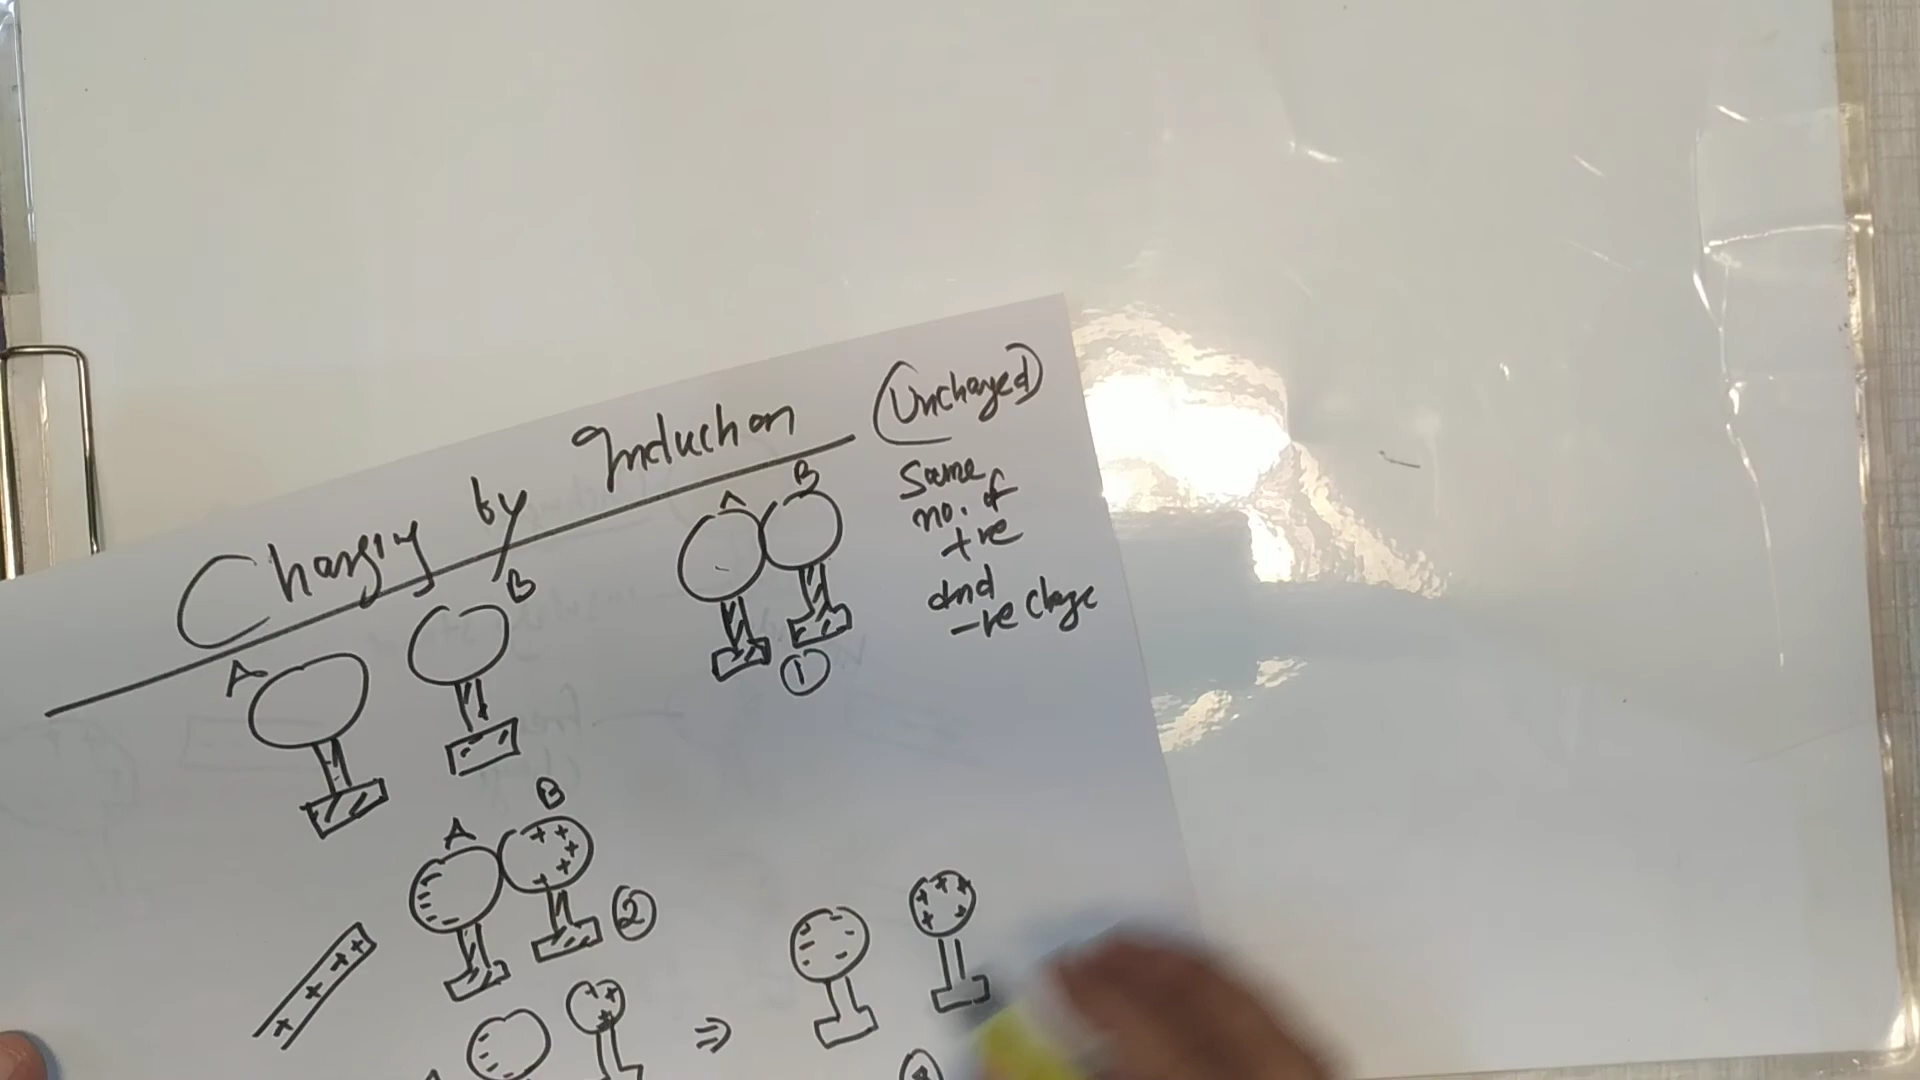 Charging by Induction (Uncharged)
Same
no. of
+ve
and
-ve Charge
A B
A B
①
A B
- - - -
+ + + + +
②
+ + + +
- - -
+ + +
⇒
- - - - -
+ + + + +